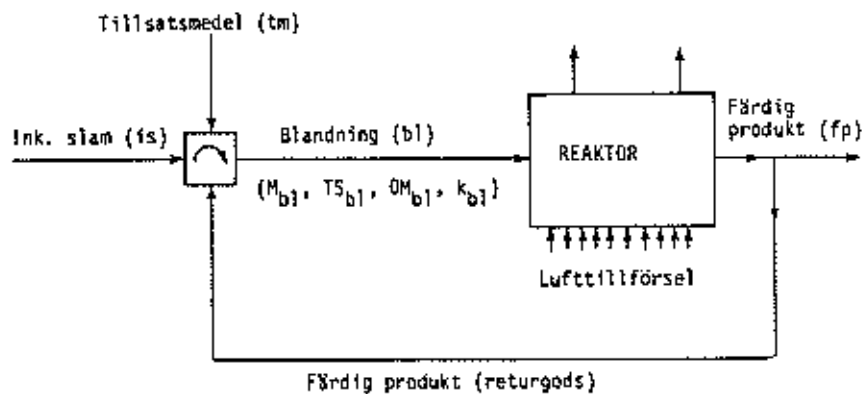 Tillsatsmedel (tm)
Ink. slam (is)
Blandning (bl)
(M_bl, TS_bl, OM_bl, k_bl)
REAKTOR
Färdig
produkt (fp)
Lufttillförsel
Färdig produkt (returgods)